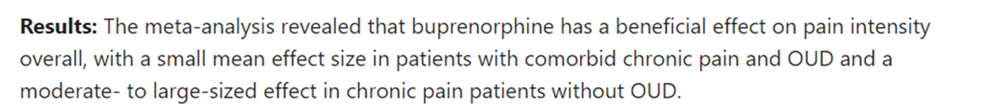 Results: The meta-analysis revealed that buprenorphine has a beneficial effect on pain intensity
overall, with a small mean effect size in patients with comorbid chronic pain and OUD and a
moderate- to large-sized effect in chronic pain patients without OUD.